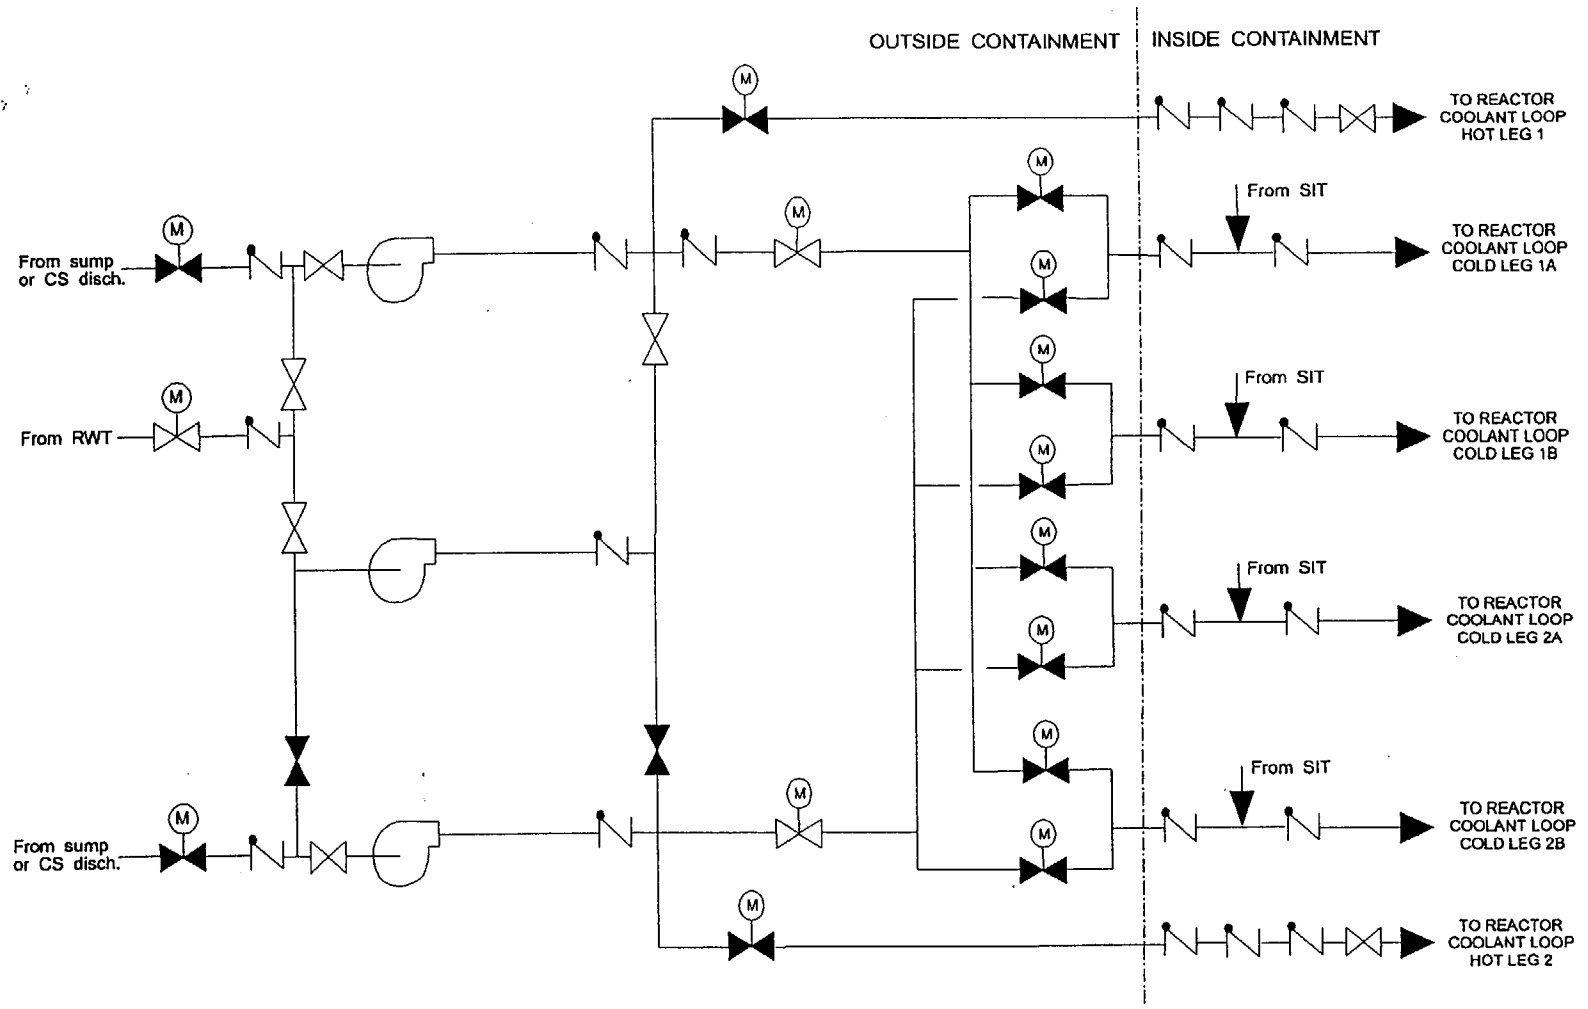 OUTSIDE CONTAINMENT
INSIDE CONTAINMENT
M
TO REACTOR
COOLANT LOOP
HOT LEG 1
M
From SIT
M
M
From sump
or CS disch.
TO REACTOR
COOLANT LOOP
COLD LEG 1A
M
M
From SIT
M
From RWT
TO REACTOR
COOLANT LOOP
COLD LEG 1B
M
M
From SIT
TO REACTOR
COOLANT LOOP
COLD LEG 2A
M
M
From SIT
M
M
From sump
or CS disch.
TO REACTOR
COOLANT LOOP
COLD LEG 2B
M
M
TO REACTOR
COOLANT LOOP
HOT LEG 2